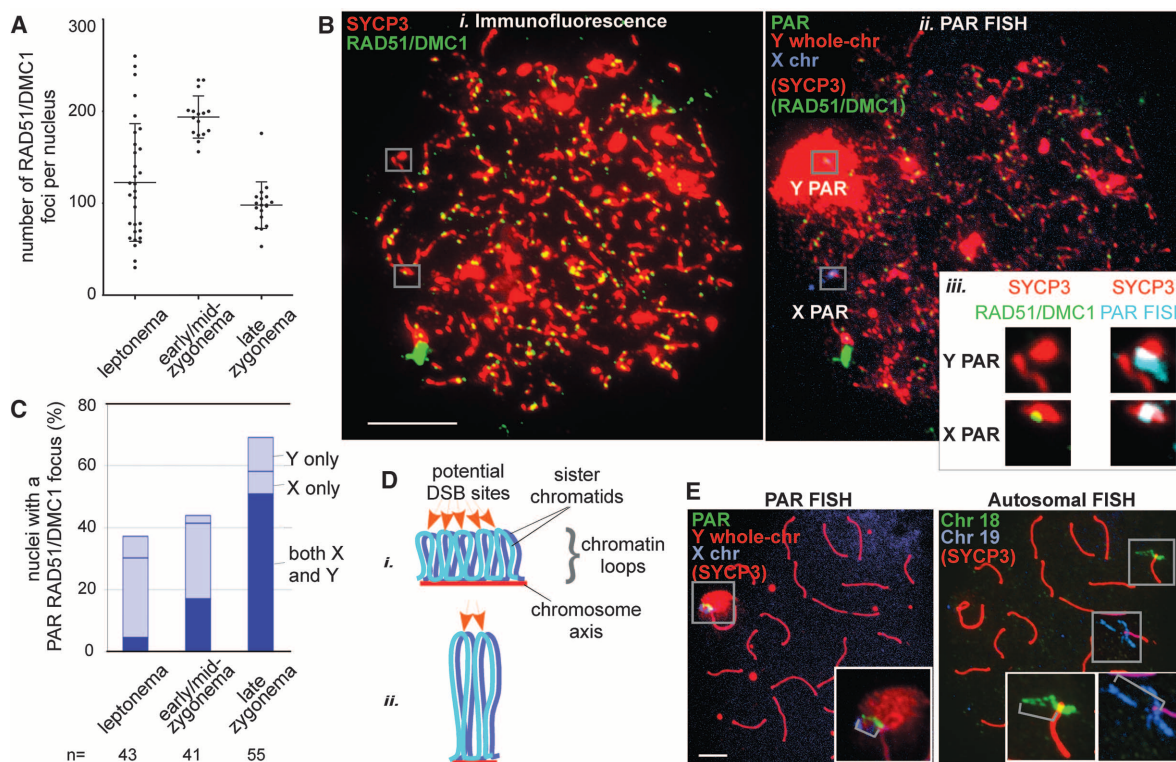 A
300
200
100
0
number of RAD51/DMC1
foci per nucleus
leptonema
early/mid-
zygonema
late
zygonema
B
SYCP3
RAD51/DMC1
i. Immunofluorescence
PAR
Y whole-chr
X chr
(SYCP3)
(RAD51/DMC1)
ii. PAR FISH
Y PAR
X PAR
iii.
SYCP3
RAD51/DMC1
SYCP3
PAR FISH
Y PAR
X PAR
C
80
60
40
20
0
nuclei with a
PAR RAD51/DMC1 focus (%)
Y only
X only
both X
and Y
leptonema
early/mid-
zygonema
late
zygonema
n= 43 41 55
D
potential
DSB sites
sister
chromatids
i.
chromatin
loops
chromosome
axis
ii.
E
PAR FISH
PAR
Y whole-chr
X chr
(SYCP3)
Autosomal FISH
Chr 18
Chr 19
(SYCP3)